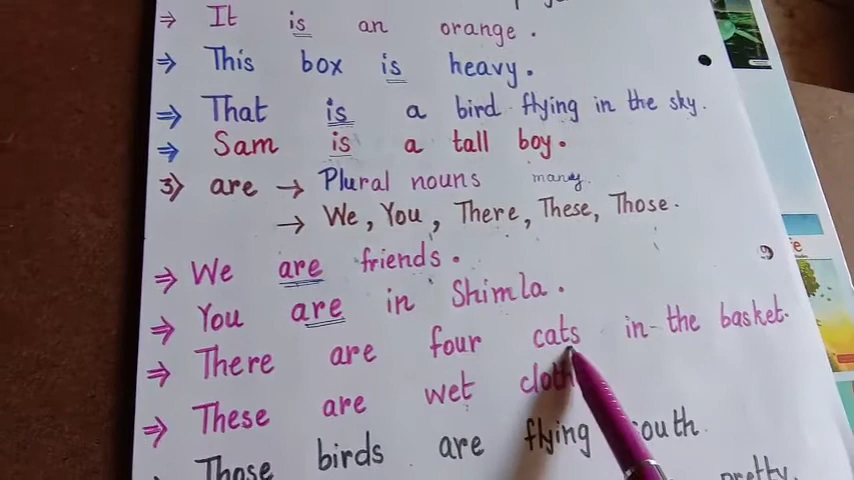 ⇒ It is an orange.
⇒ This box is heavy.
⇒ That is a bird flying in the sky.
⇒ Sam is a tall boy.
3) are → Plural nouns many.
→ We, You, There, These, Those.
⇒ We are friends.
⇒ You are in Shimla.
⇒ There are four cats in the basket.
⇒ These are wet
Those birds are flying
pretty.